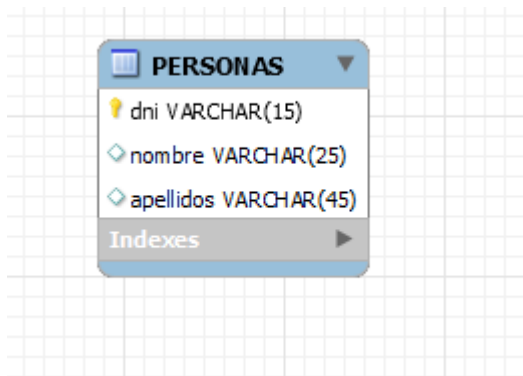 PERSONAS
dni VARCHAR(15)
nombre VARCHAR(25)
apellidos VARCHAR(45)
Indexes